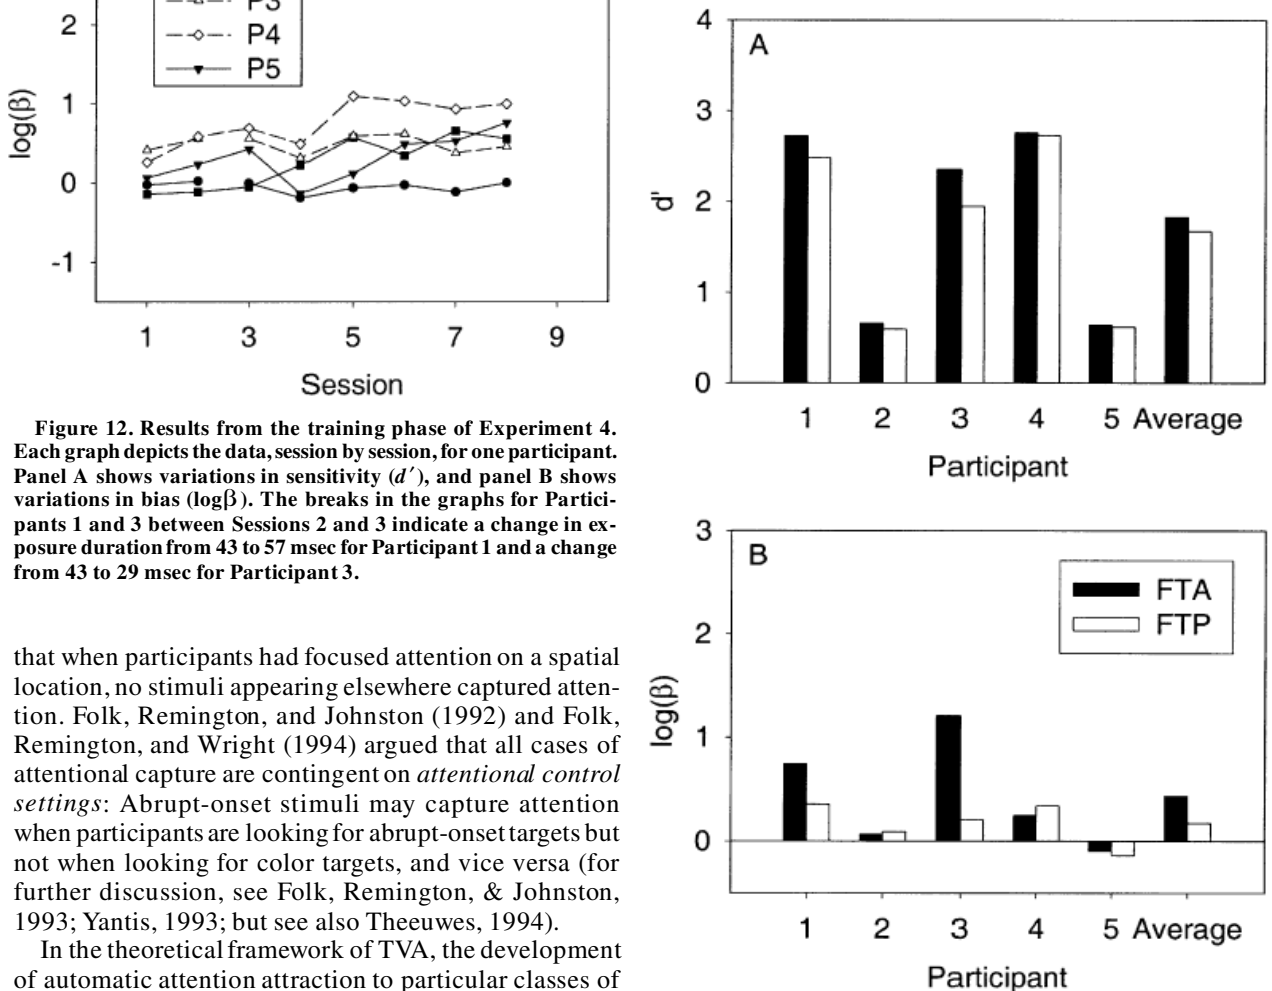 P3
P4
P5
2
1
0
-1
log(β)
1 3 5 7 9
Session
Figure 12. Results from the training phase of Experiment 4.
Each graph depicts the data, session by session, for one participant.
Panel A shows variations in sensitivity (d′), and panel B shows
variations in bias (logβ). The breaks in the graphs for Partici-
pants 1 and 3 between Sessions 2 and 3 indicate a change in ex-
posure duration from 43 to 57 msec for Participant 1 and a change
from 43 to 29 msec for Participant 3.
that when participants had focused attention on a spatial
location, no stimuli appearing elsewhere captured atten-
tion. Folk, Remington, and Johnston (1992) and Folk,
Remington, and Wright (1994) argued that all cases of
attentional capture are contingent on attentional control
settings: Abrupt-onset stimuli may capture attention
when participants are looking for abrupt-onset targets but
not when looking for color targets, and vice versa (for
further discussion, see Folk, Remington, & Johnston,
1993; Yantis, 1993; but see also Theeuwes, 1994).
In the theoretical framework of TVA, the development
of automatic attention attraction to particular classes of
A
4
3
2
1
0
d'
1 2 3 4 5 Average
Participant
B
FTA
FTP
3
2
1
0
log(β)
1 2 3 4 5 Average
Participant